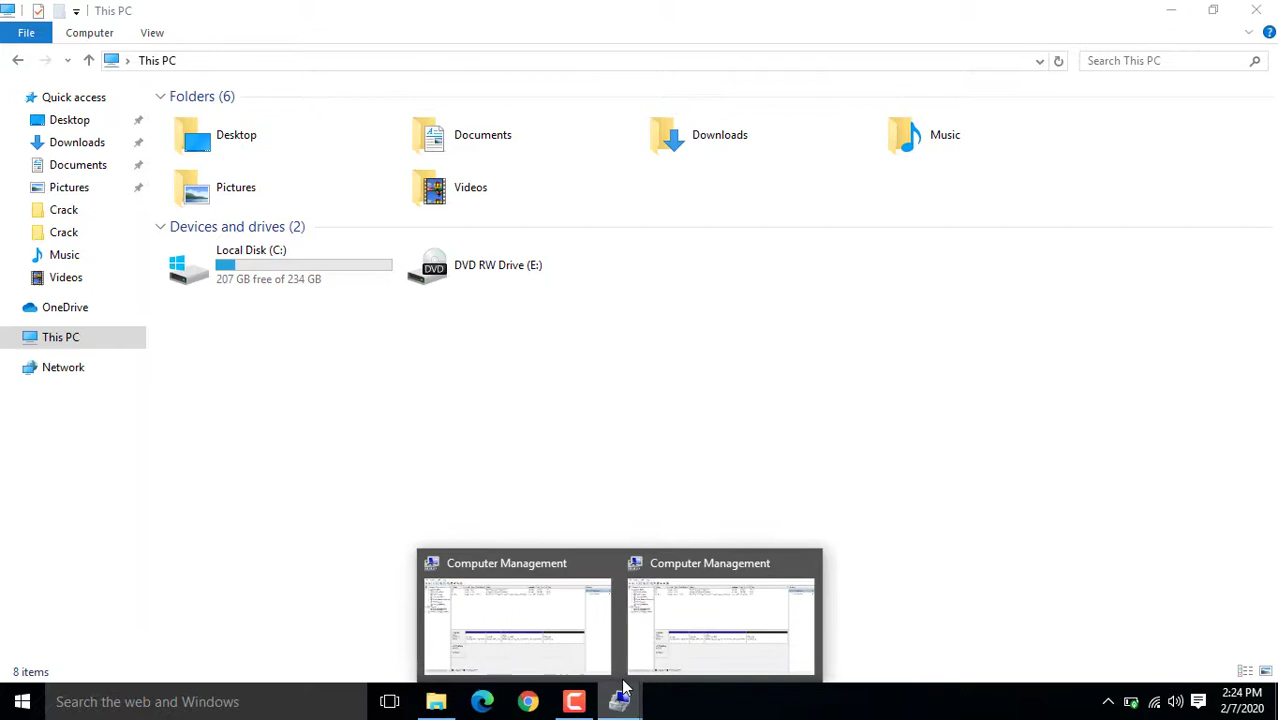 This PC
File Computer View
This PC
Search This PC
Quick access
Desktop
Downloads
Documents
Pictures
Crack
Crack
Music
Videos
OneDrive
This PC
Network
Folders (6)
Desktop
Documents
Downloads
Music
Pictures
Videos
Devices and drives (2)
Local Disk (C:)
207 GB free of 234 GB
DVD
DVD RW Drive (E:)
Computer Management
Computer Management
8 items
Search the web and Windows
2:24 PM
2/7/2020